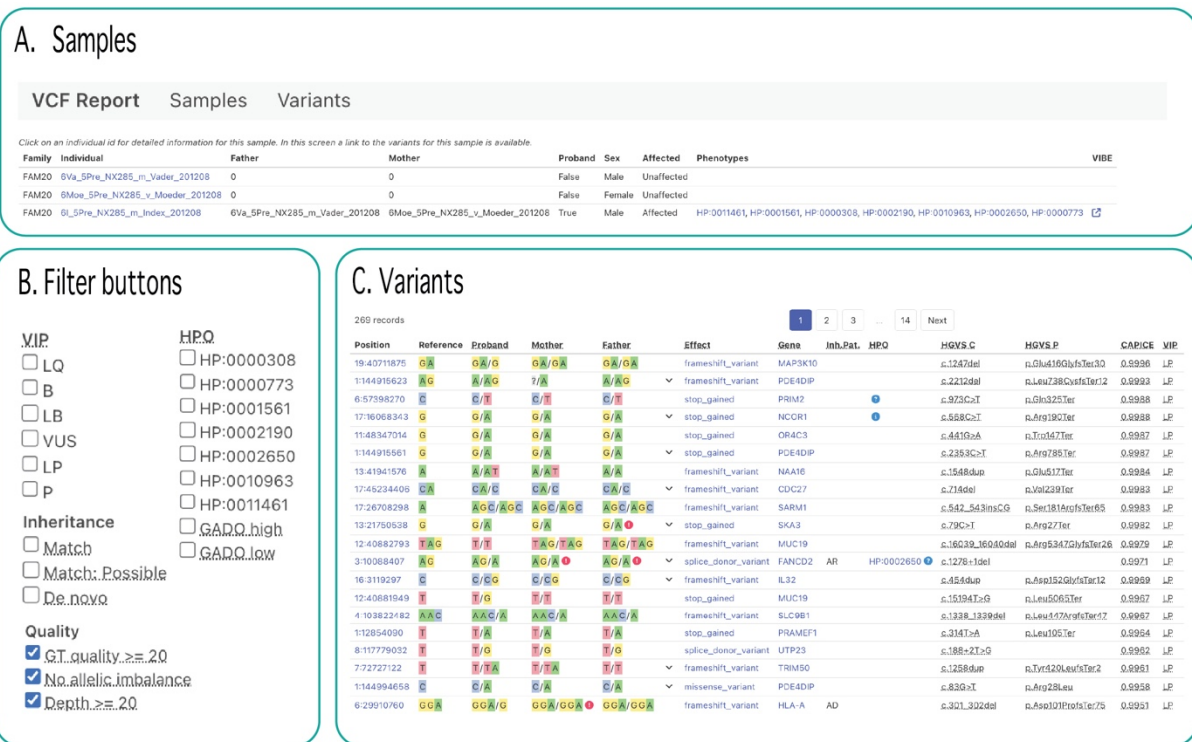 A. Samples
VCF Report Samples Variants
Click on an individual id for detailed information for this sample. In this screen a link to the variants for this sample is available.
Family Individual Father Mother Proband Sex Affected Phenotypes VIBE
FAM20 6Va_5Pre_NX285_m_Vader_201208 0 0 False Male Unaffected
FAM20 6Moe_5Pre_NX285_v_Moeder_201208 0 0 False Female Unaffected
FAM20 6I_5Pre_NX285_m_Index_201208 6Va_5Pre_NX285_m_Vader_201208 6Moe_5Pre_NX285_v_Moeder_201208 True Male Affected HP:0011461, HP:0001561, HP:0000308, HP:0002190, HP:0010963, HP:0002650, HP:0000773
B. Filter buttons
VIP
LQ
B
LB
VUS
LP
P
Inheritance
Match
Match: Possible
De novo
Quality
GT quality >= 20
No allelic imbalance
Depth >= 20
HPO
HP:0000308
HP:0000773
HP:0001561
HP:0002190
HP:0002650
HP:0010963
HP:0011461
GADO high
GADO low
C. Variants
269 records
1 2 3 ... 14 Next
Position Reference Proband Mother Father Effect Gene Inh.Pat. HPO HGVS C HGVS P CAPICE VIP
19:40711875 GA GA/G GA/GA GA/GA frameshift_variant MAP3K10 c.1247del p.Glu416GlyfsTer30 0.9996 LP
1:144915623 AG A/AG ?/A A/AG frameshift_variant PDE4DIP c.2212del p.Leu738CysfsTer12 0.9993 LP
6:57398270 C C/T C/T C/T stop_gained PRIM2 ? c.973C>T p.Gln325Ter 0.9988 LP
17:16068343 G G/A G/A G/A stop_gained NCOR1 c.568C>T p.Arg190Ter 0.9988 LP
11:48347014 G G/A G/A G/A stop_gained OR4C3 c.441G>A p.Trp147Ter 0.9987 LP
1:144915561 G G/A G/A G/A stop_gained PDE4DIP c.2353C>T p.Arg785Ter 0.9987 LP
13:41941576 A A/AT A/AT A/A frameshift_variant NAA16 c.1548dup p.Glu517Ter 0.9984 LP
17:45234406 CA CA/C CA/C CA/C frameshift_variant CDC27 c.714del p.Val239Ter 0.9983 LP
17:26708298 A AGC/AGC AGC/AGC AGC/AGC frameshift_variant SARM1 c.542_543insCG p.Ser181ArgfsTer65 0.9983 LP
13:21750538 G G/A G/A G/A ! stop_gained SKA3 c.79C>T p.Arg27Ter 0.9982 LP
12:40882793 TAG T/T TAG/TAG TAG/TAG frameshift_variant MUC19 c.16039_16040del p.Arg5347GlyfsTer26 0.9979 LP
3:10088407 AG AG/A AG/A ! AG/A ! splice_donor_variant FANCD2 AR HP:0002650 ? c.1278+1del 0.9971 LP
16:3119297 C C/CG C/CG C/CG frameshift_variant IL32 c.454dup p.Asp152GlyfsTer12 0.9969 LP
12:40881949 T T/G T/T T/T stop_gained MUC19 c.15194T>G p.Leu5065Ter 0.9967 LP
4:103822482 AAC AAC/A AAC/A AAC/A frameshift_variant SLC9B1 c.1338_1339del p.Leu447ArgfsTer47 0.9967 LP
1:12854090 T T/A T/A T/A stop_gained PRAMEF1 c.314T>A p.Leu105Ter 0.9964 LP
8:117779032 T T/G T/G T/G splice_donor_variant UTP23 c.188+2T>G 0.9962 LP
7:72727122 T T/TA T/TA T/T frameshift_variant TRIM50 c.1258dup p.Tyr420LeufsTer2 0.9961 LP
1:144994658 C C/A C/A C/A missense_variant PDE4DIP c.83G>T p.Arg28Leu 0.9958 LP
6:29910760 GGA GGA/G GGA/GGA ! GGA/GGA frameshift_variant HLA-A AD c.301_302del p.Asp101ProfsTer75 0.9951 LP